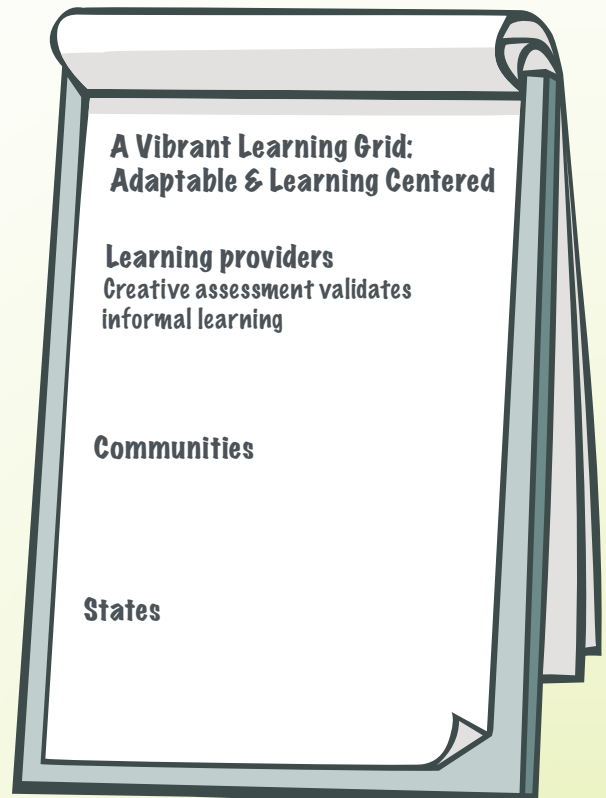 A Vibrant Learning Grid:
Adaptable & Learning Centered
Learning providers
Creative assessment validates
informal learning
Communities
States